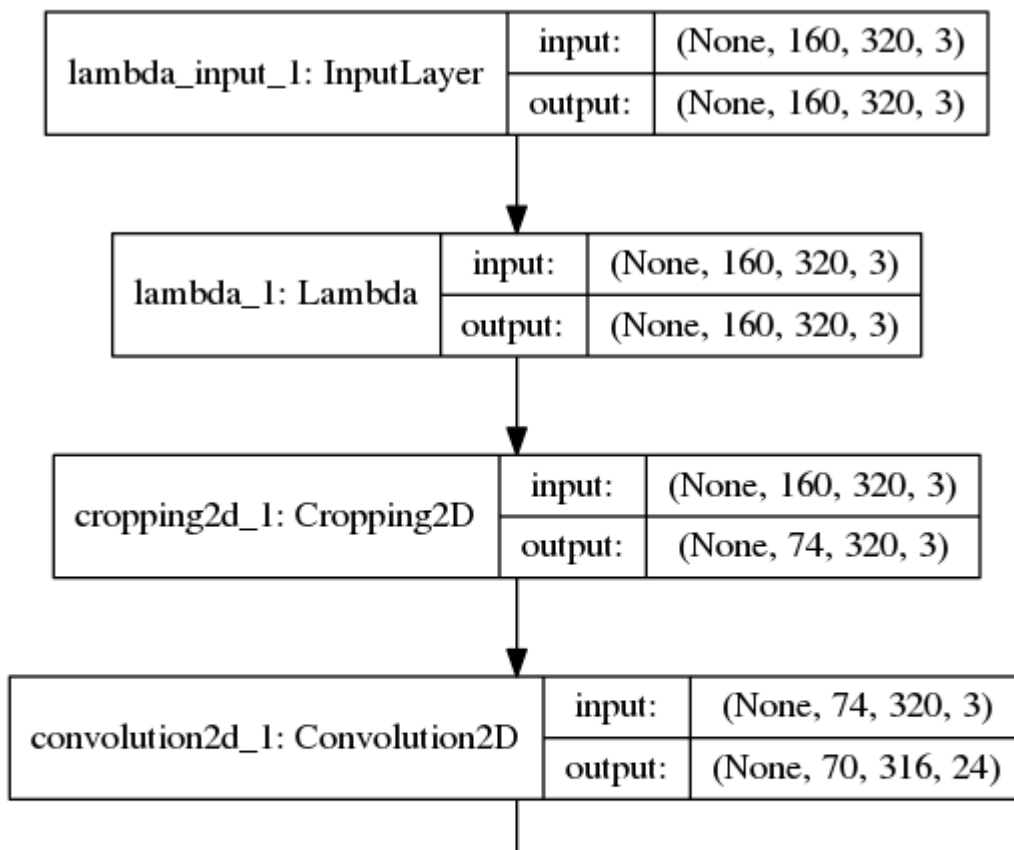 lambda_input_1: InputLayer
input:
(None, 160, 320, 3)
output:
(None, 160, 320, 3)
lambda_1: Lambda
input:
(None, 160, 320, 3)
output:
(None, 160, 320, 3)
cropping2d_1: Cropping2D
input:
(None, 160, 320, 3)
output:
(None, 74, 320, 3)
convolution2d_1: Convolution2D
input:
(None, 74, 320, 3)
output:
(None, 70, 316, 24)